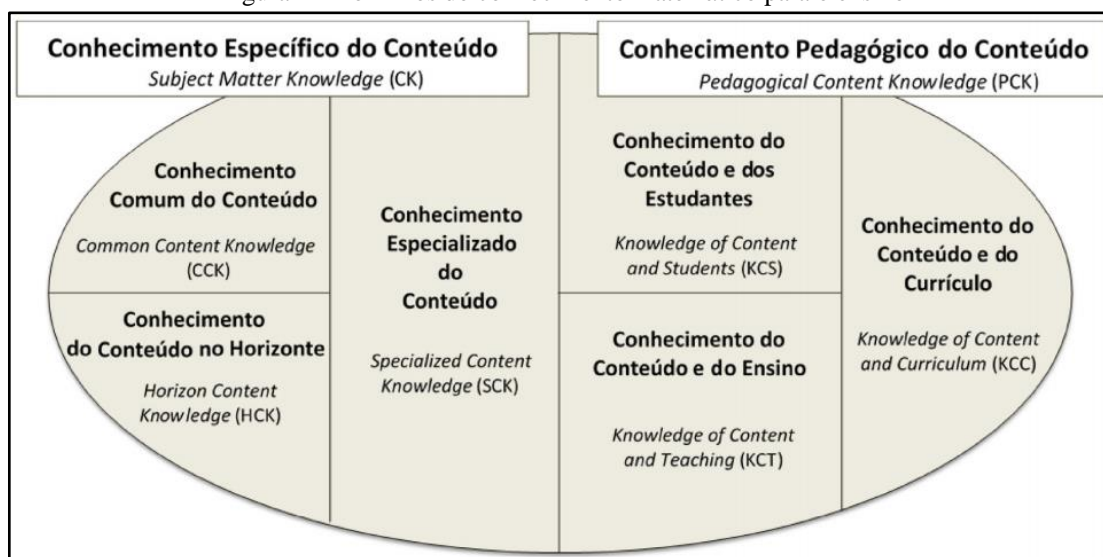 Conhecimento Específico do Conteúdo
Subject Matter Knowledge (CK)
Conhecimento Pedagógico do Conteúdo
Pedagogical Content Knowledge (PCK)
Conhecimento
Comum do Conteúdo
Common Content Knowledge
(CCK)
Conhecimento
do Conteúdo no Horizonte
Horizon Content
Knowledge (HCK)
Conhecimento
Especializado
do
Conteúdo
Specialized Content
Knowledge (SCK)
Conhecimento do
Conteúdo e dos
Estudantes
Knowledge of Content
and Students (KCS)
Conhecimento do
Conteúdo e do Ensino
Knowledge of Content
and Teaching (KCT)
Conhecimento do
Conteúdo e do
Currículo
Knowledge of Content
and Curriculum (KCC)